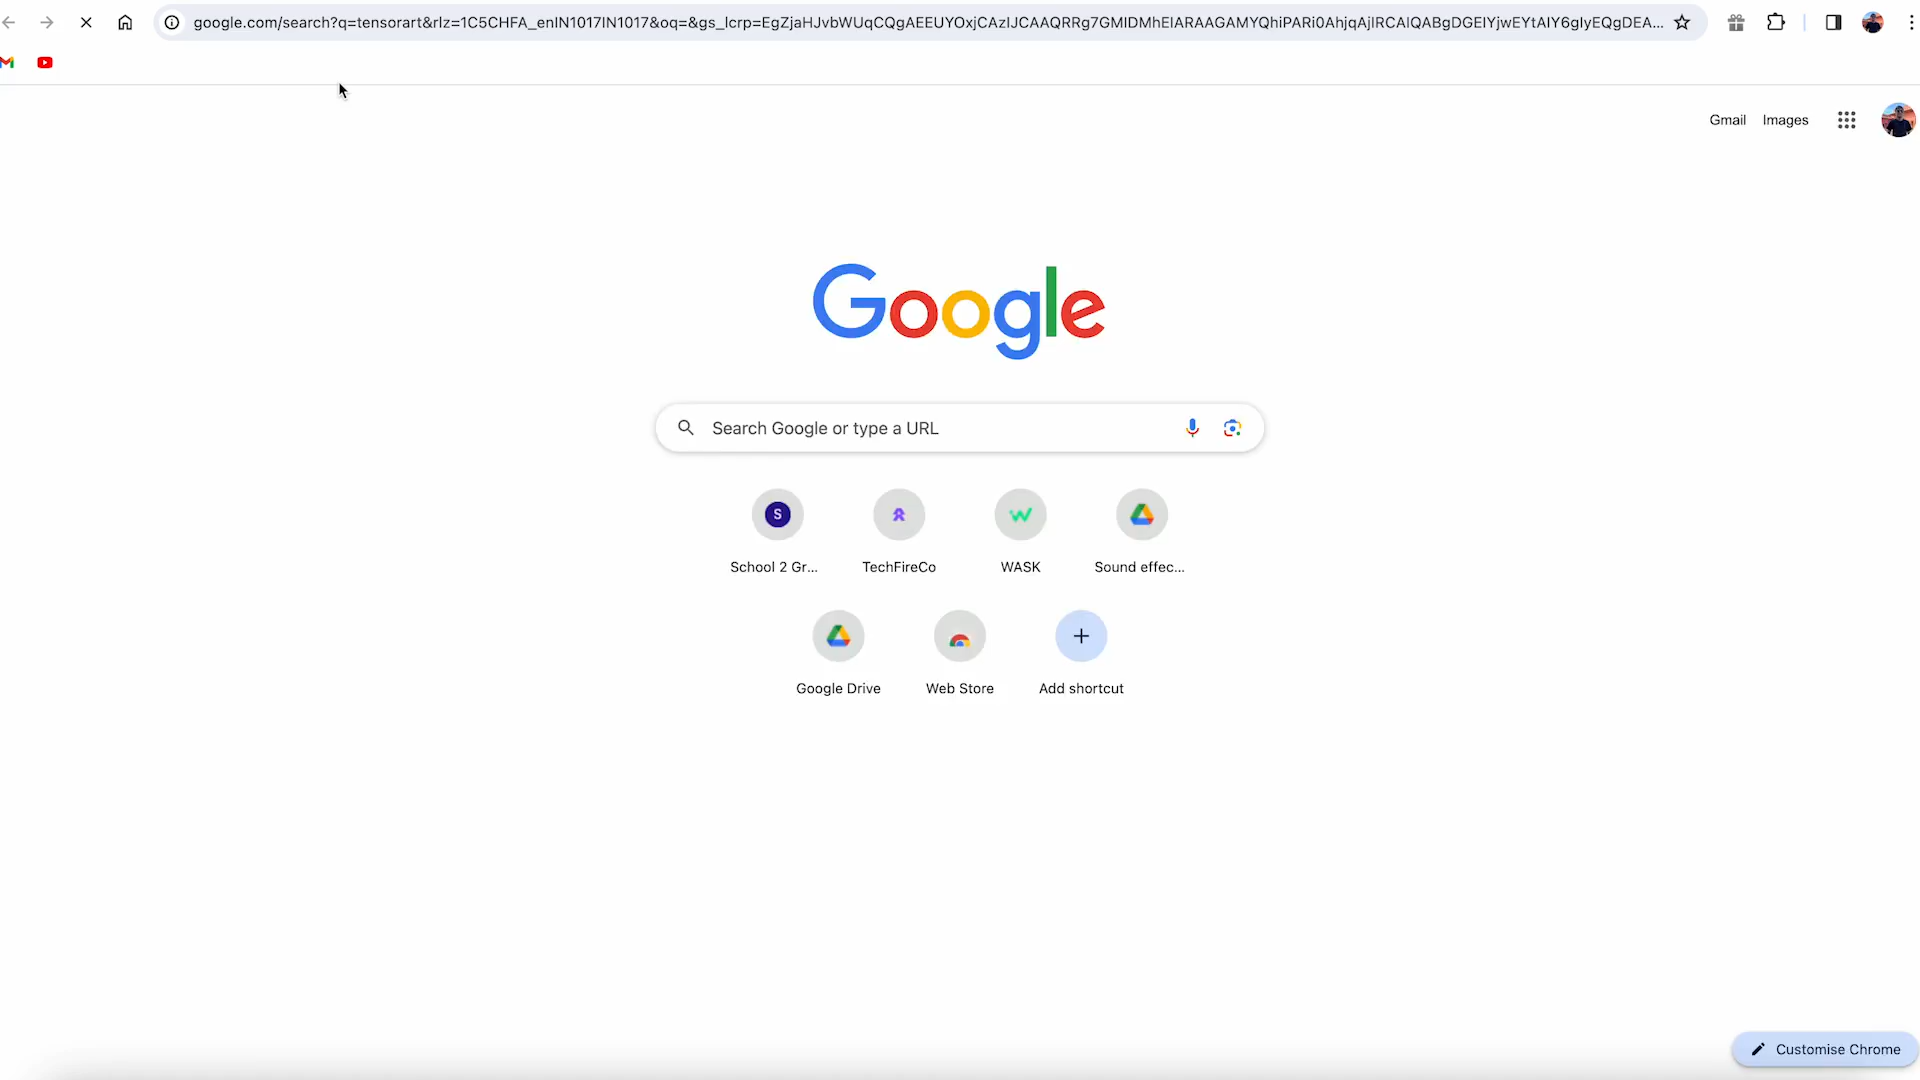 google.com/search?q=tensorart&rlz=1C5CHFA_enIN1017IN1017&oq=&gs_lcrp=EgZjaHJvbWUqCQgAEEUYOxjCAzIJCAAQRRg7GMIDMhEIARAAGAMYQhiPARi0AhjqAjIRCAIQABgDGEIYjwEYtAIY6gIyEQgDEA...
Gmail Images
Google
Search Google or type a URL
S
School 2 Gr... TechFireCo WASK Sound effec...
Google Drive Web Store Add shortcut
Customise Chrome